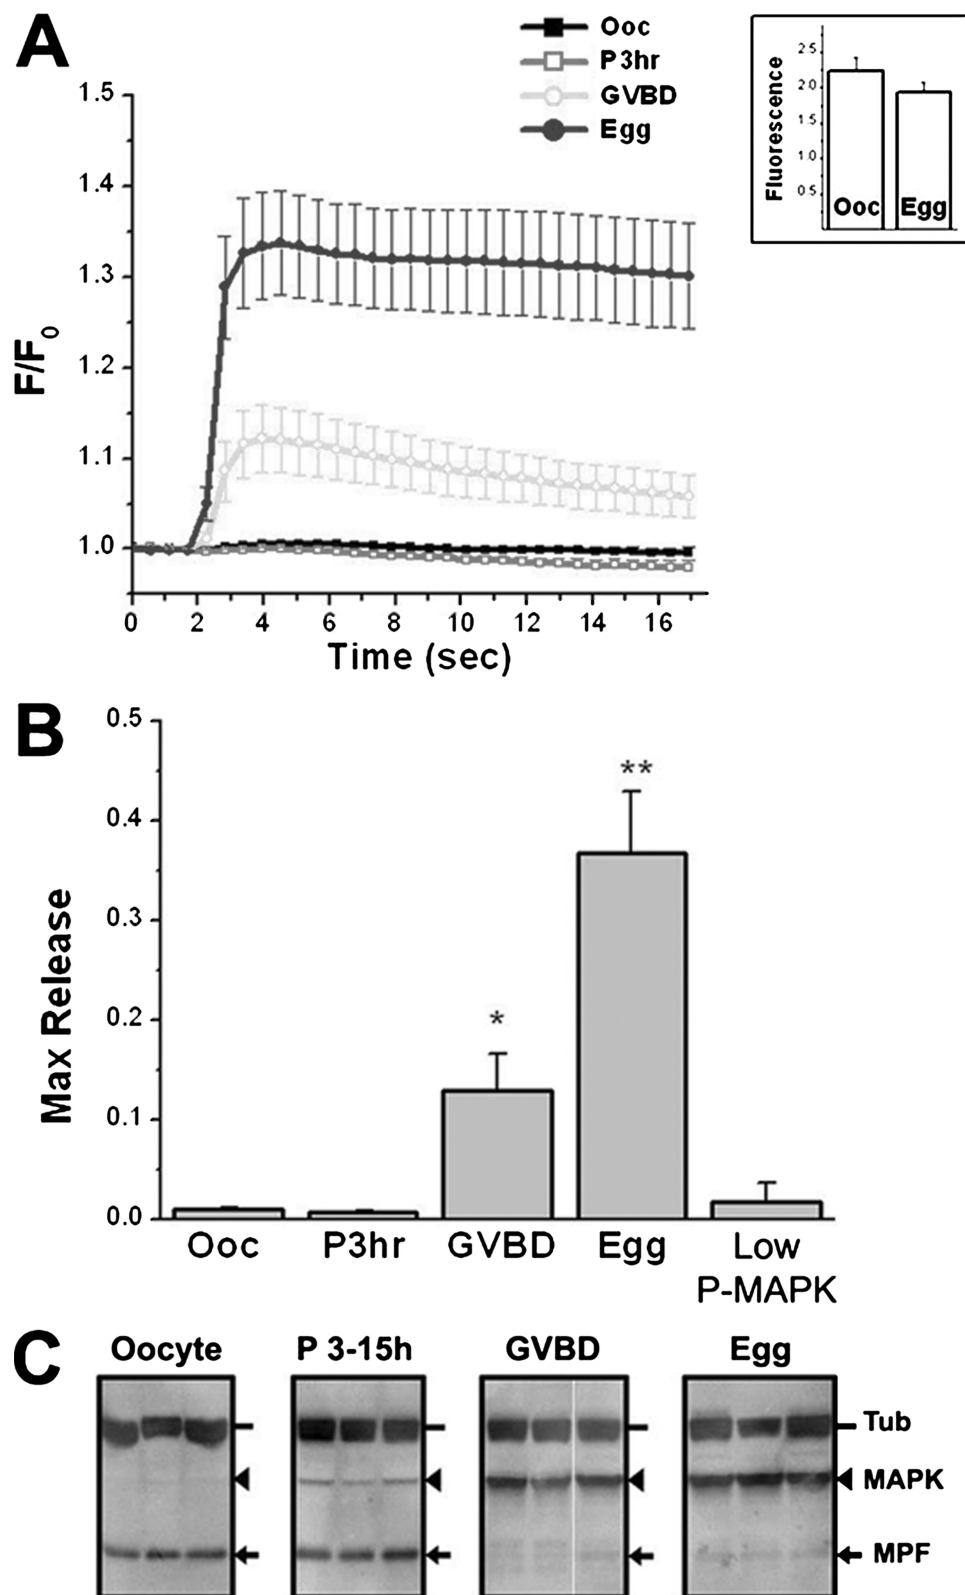 A
Ooc
P3hr
GVBD
Egg
1.5
1.4
1.3
1.2
1.1
1.0
F/F0
0 2 4 6 8 10 12 14 16
Time (sec)
2.5
2.0
1.0
0.5
Fluorescence
Ooc Egg
B
0.5
0.4
0.3
0.2
0.1
0.0
Max Release
*
**
Ooc P3hr GVBD Egg Low
P-MAPK
C
Oocyte P 3-15h GVBD Egg
Tub
MAPK
MPF